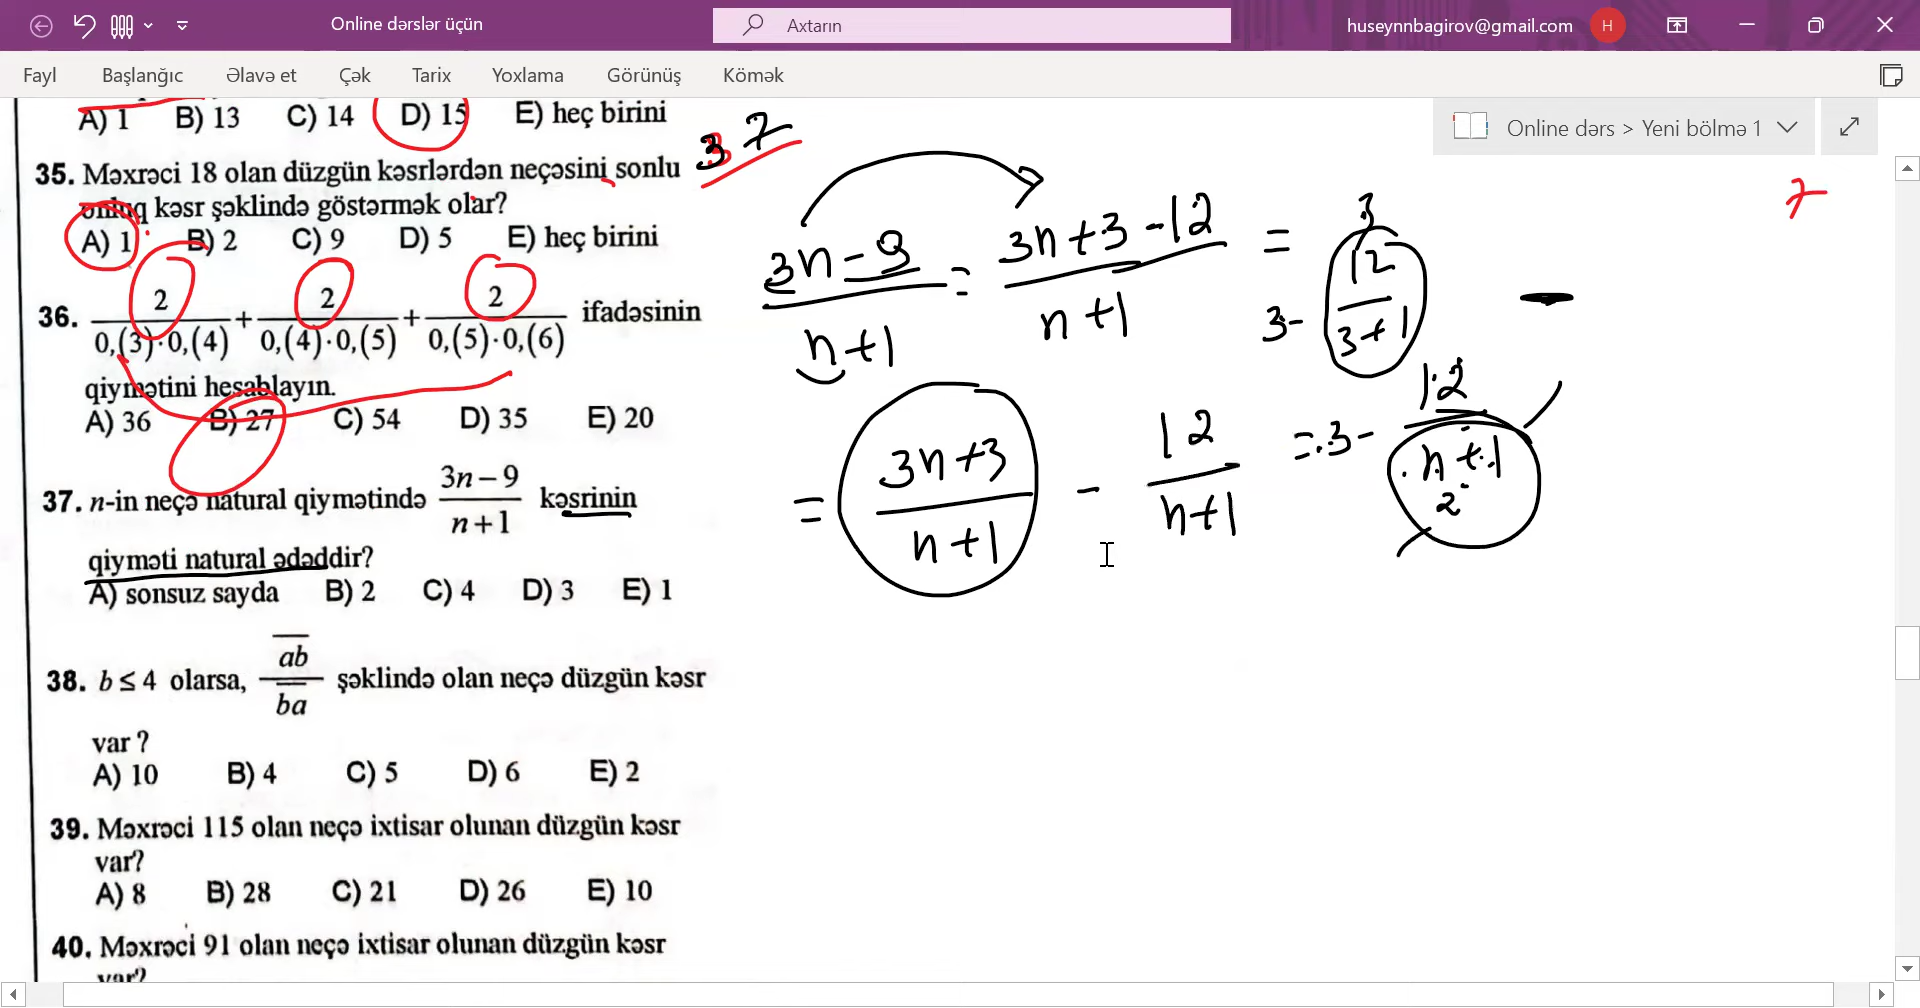 Online dərslər üçün
Axtarın
huseynnbagirov@gmail.com H
Fayl Başlanğıc Əlavə et Çək Tarix Yoxlama Görünüş Kömək
Online dərs > Yeni bölmə 1
A) 1 B) 13 C) 14 D) 15 E) heç birini
35. Məxrəci 18 olan düzgün kəsrlərdən neçəsini sonlu
onluq kəsr şəklində göstərmək olar?
A) 1 B) 2 C) 9 D) 5 E) heç birini
36. 2/(0,(3)·0,(4)) + 2/(0,(4)·0,(5)) + 2/(0,(5)·0,(6)) ifadəsinin
qiymətini hesablayın.
A) 36 B) 27 C) 54 D) 35 E) 20
37. n-in neçə natural qiymətində (3n−9)/(n+1) kəsrinin
qiyməti natural ədəddir?
A) sonsuz sayda B) 2 C) 4 D) 3 E) 1
38. b ≤ 4 olarsa, ab/ba şəklində olan neçə düzgün kəsr
var ?
A) 10 B) 4 C) 5 D) 6 E) 2
39. Məxrəci 115 olan neçə ixtisar olunan düzgün kəsr
var?
A) 8 B) 28 C) 21 D) 26 E) 10
40. Məxrəci 91 olan neçə ixtisar olunan düzgün kəsr
var?
37
7
(3n-9)/(n+1) = (3n+3-12)/(n+1) =
3
3- 12/(3+1) -
= (3n+3)/(n+1) - 12/(n+1) = 3- 12/(n+1)
2